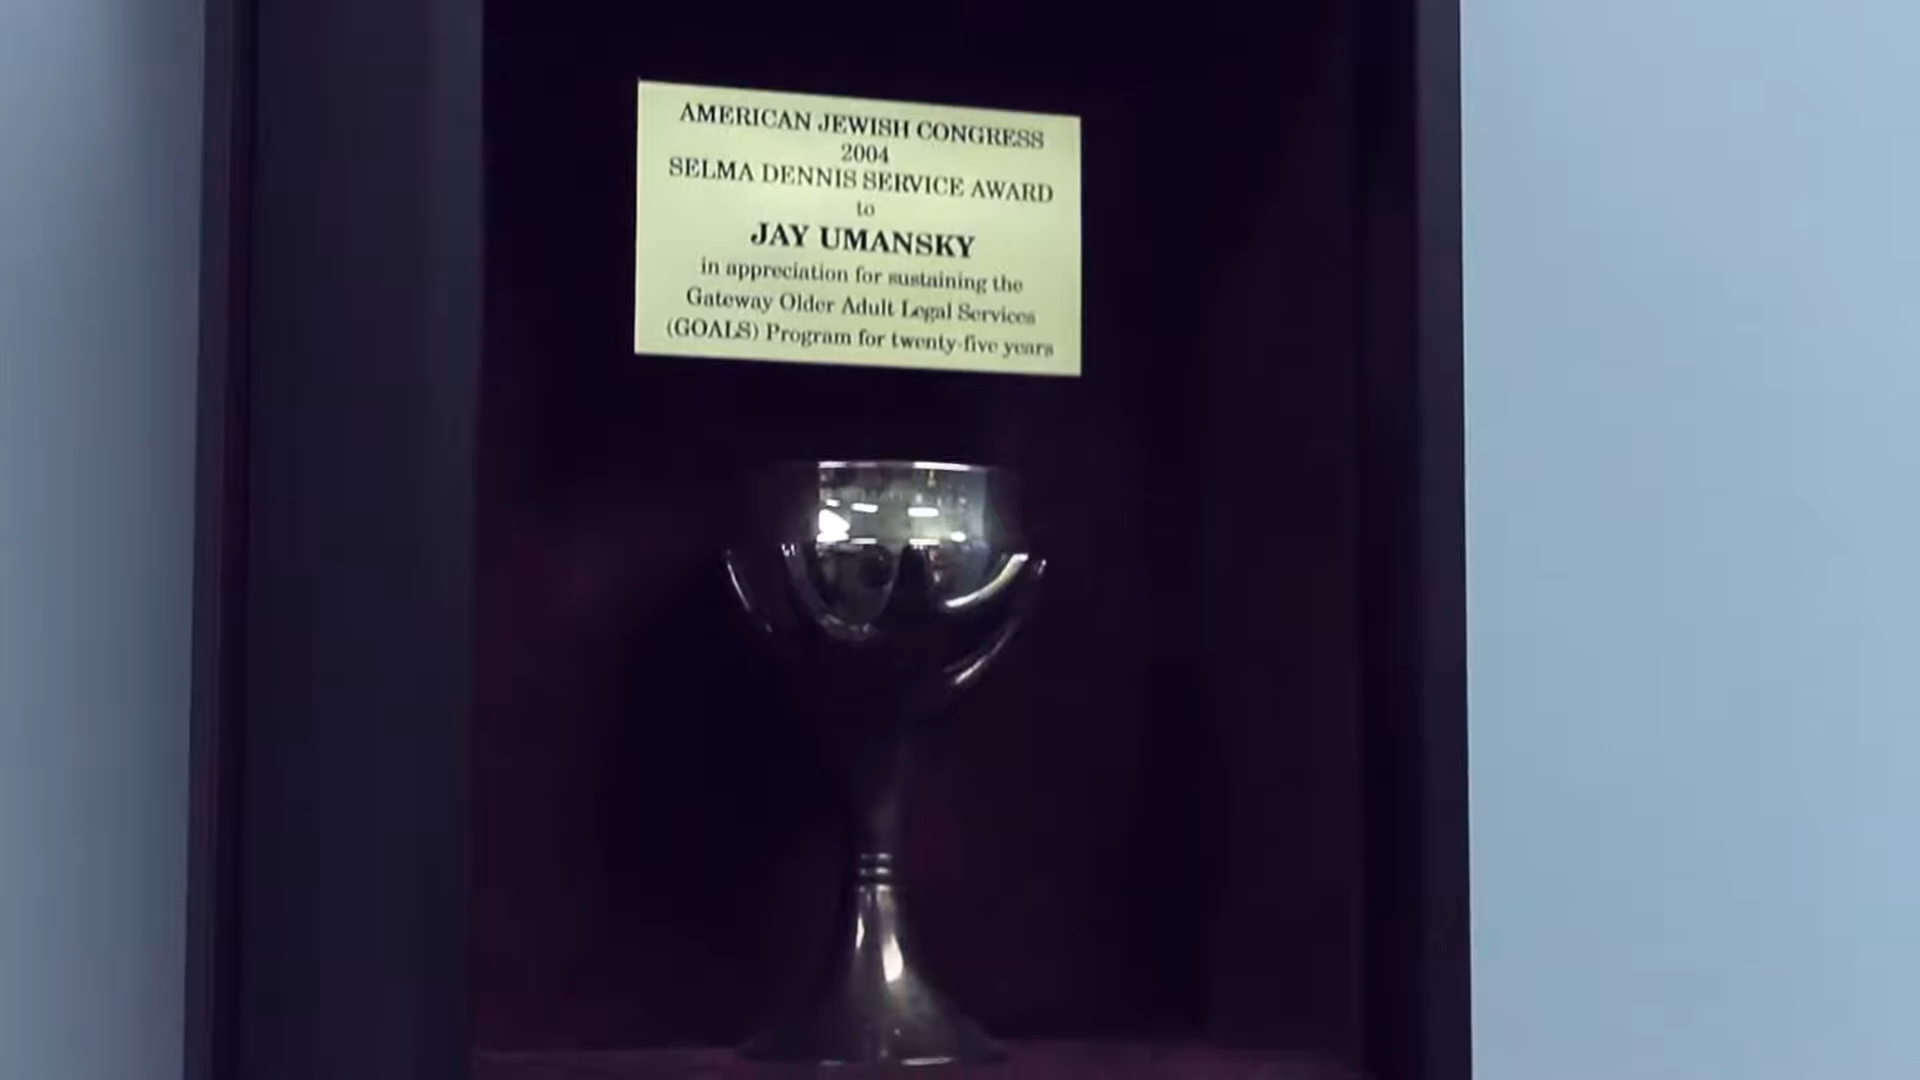 AMERICAN JEWISH CONGRESS
2004
SELMA DENNIS SERVICE AWARD
to
JAY UMANSKY
in appreciation for sustaining the
Gateway Older Adult Legal Services
(GOALS) Program for twenty-five years